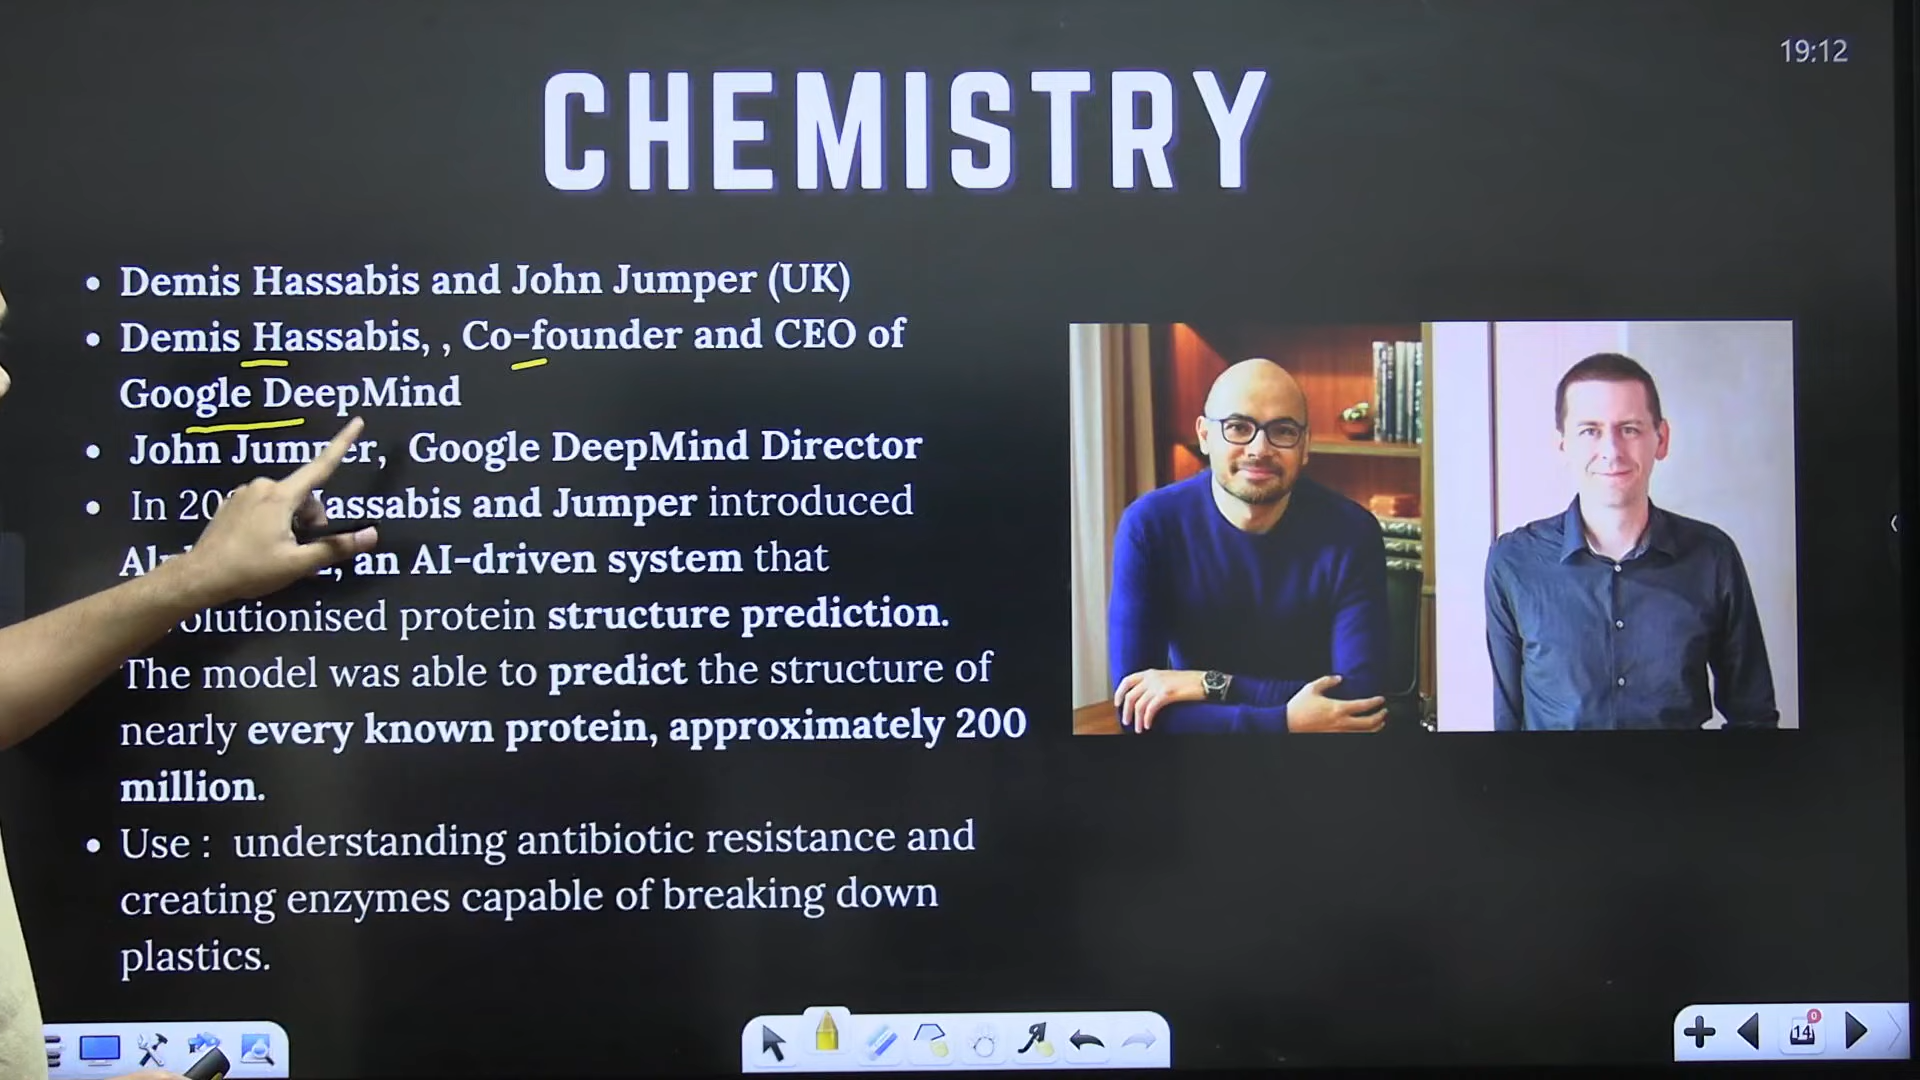 19:12
CHEMISTRY
• Demis Hassabis and John Jumper (UK)
• Demis Hassabis, , Co-founder and CEO of
Google DeepMind
• John Jumper, Google DeepMind Director
• In Hassabis and Jumper introduced
an AI-driven system that
protein structure prediction.
The model was able to predict the structure of
nearly every known protein, approximately 200
million.
• Use : understanding antibiotic resistance and
creating enzymes capable of breaking down
plastics.
14
0